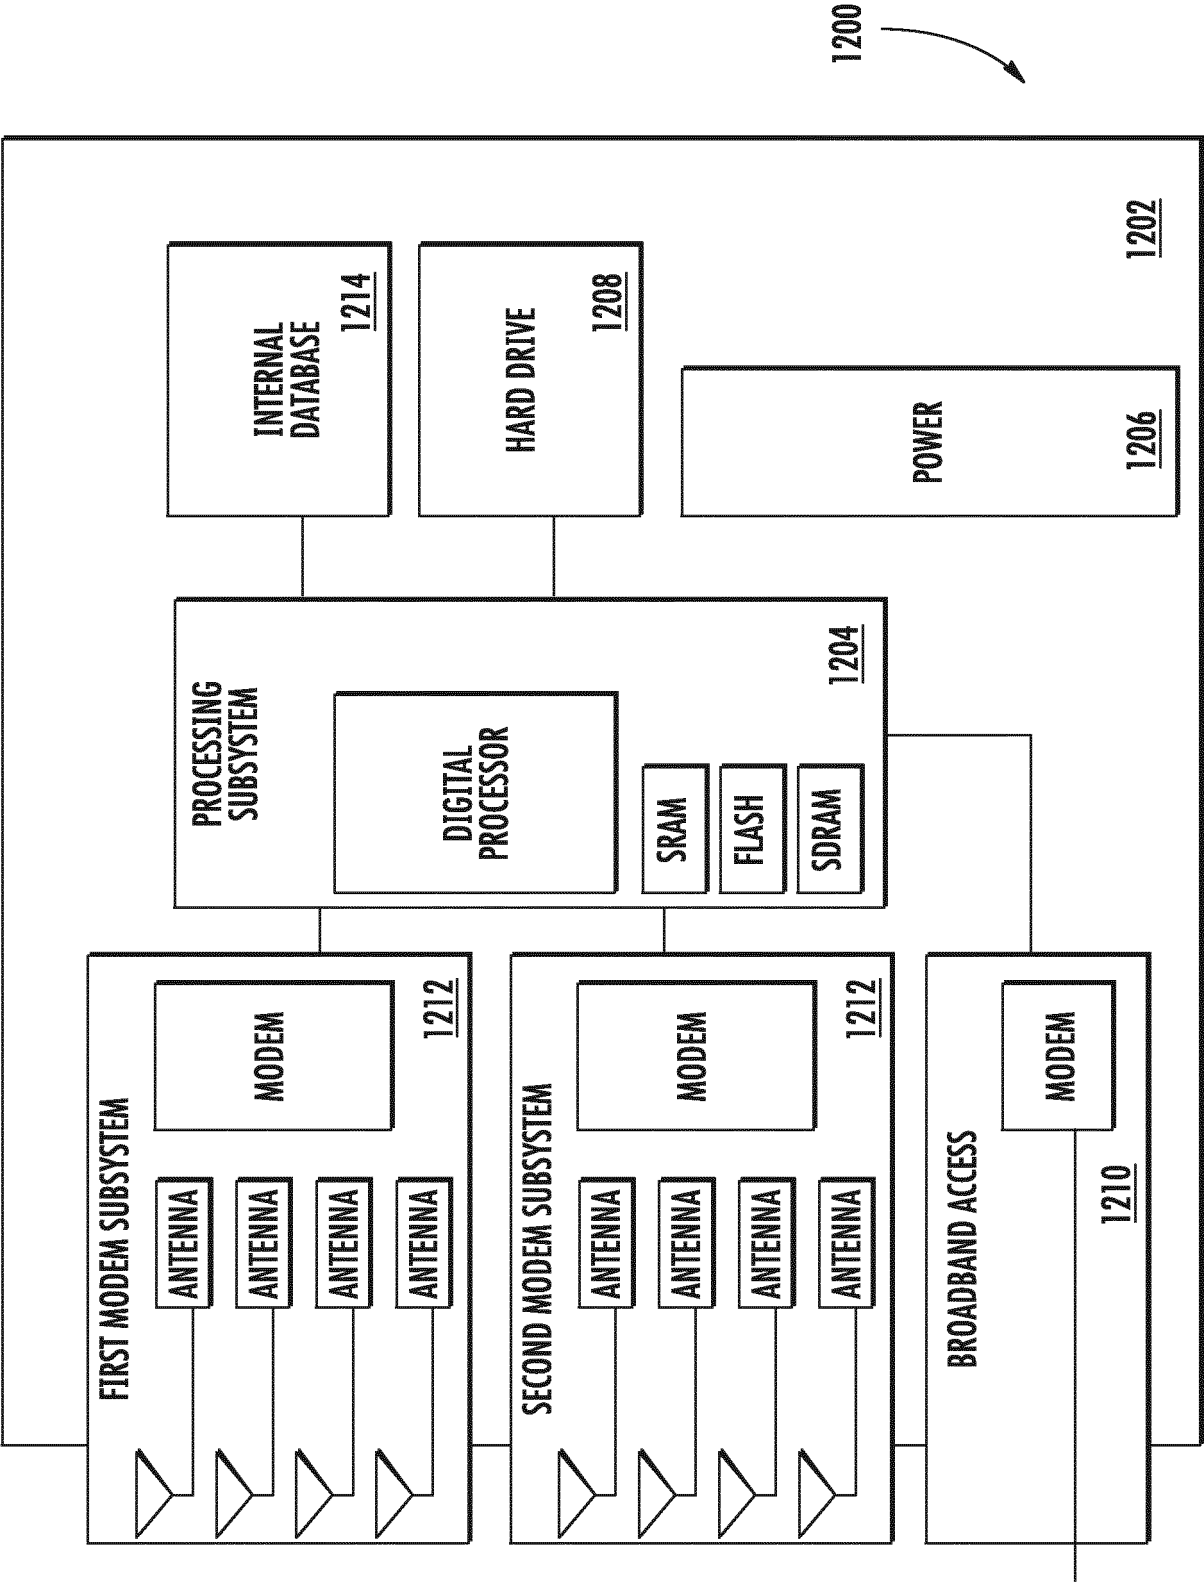 1200
FIRST MODEM SUBSYSTEM
ANTENNA
ANTENNA
ANTENNA
ANTENNA
MODEM
1212
SECOND MODEM SUBSYSTEM
ANTENNA
ANTENNA
ANTENNA
ANTENNA
MODEM
1212
BROADBAND ACCESS
MODEM
1210
PROCESSING
SUBSYSTEM
DIGITAL
PROCESSOR
SRAM
FLASH
SDRAM
1204
INTERNAL
DATABASE
1214
HARD DRIVE
1208
POWER
1206
1202